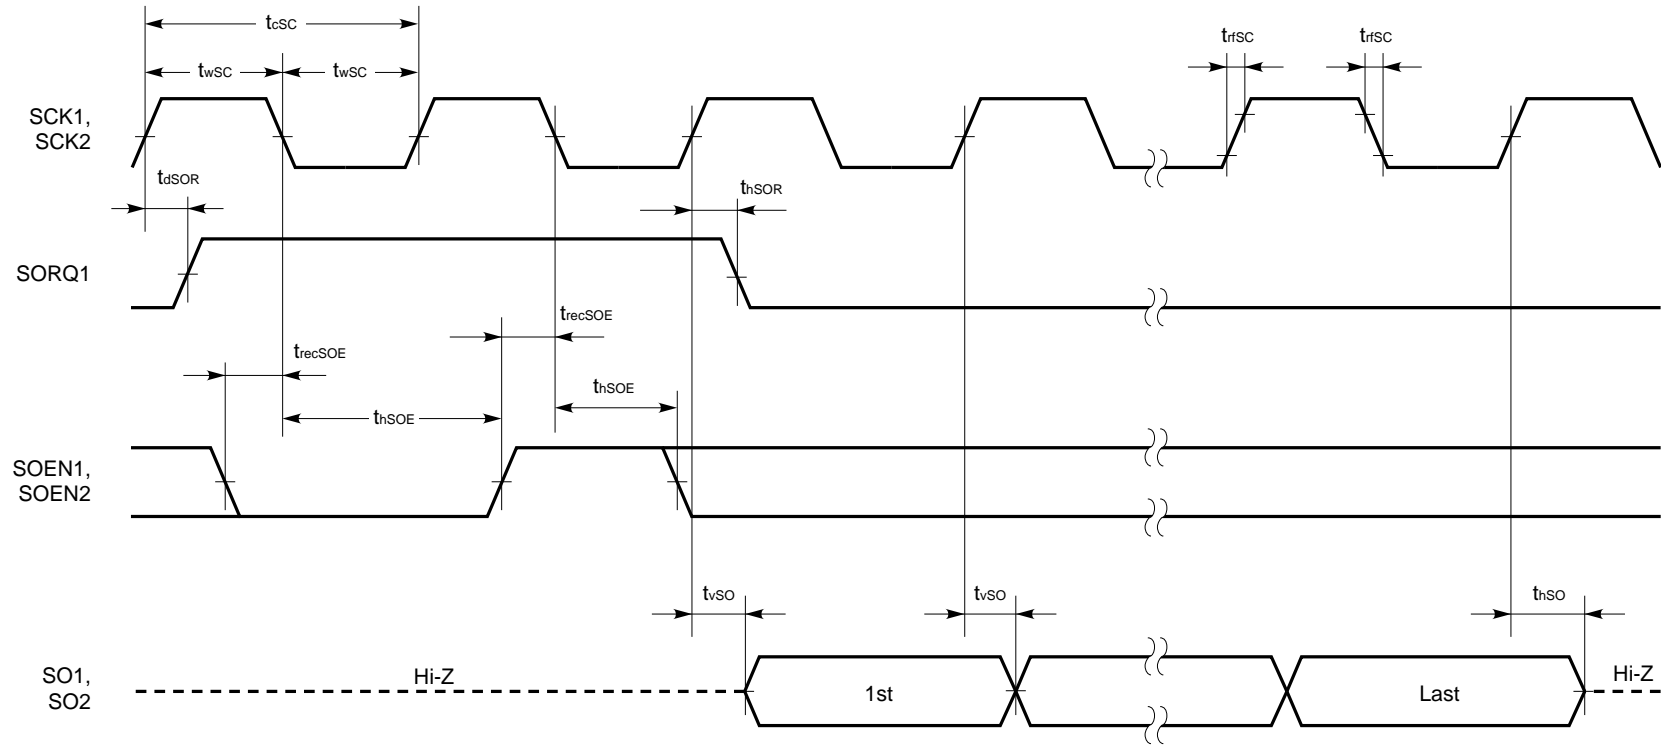 tcSC
twSC twSC
trfSC trfSC
SCK1,
SCK2
tdSOR
thSOR
SORQ1
trecSOE
trecSOE
thSOE
thSOE
SOEN1,
SOEN2
tvSO tvSO thSO
SO1,
SO2
Hi-Z
1st
Last
Hi-Z